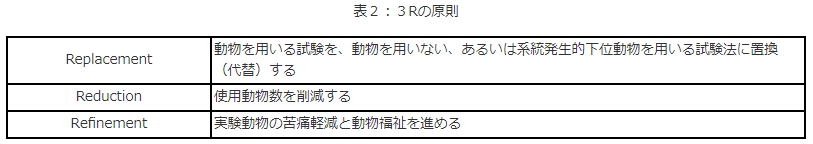 表２：３Rの原則
Replacement
動物を用いる試験を、動物を用いない、あるいは系統発生的下位動物を用いる試験法に置換
（代替）する
Reduction
使用動物数を削減する
Refinement
実験動物の苦痛軽減と動物福祉を進める